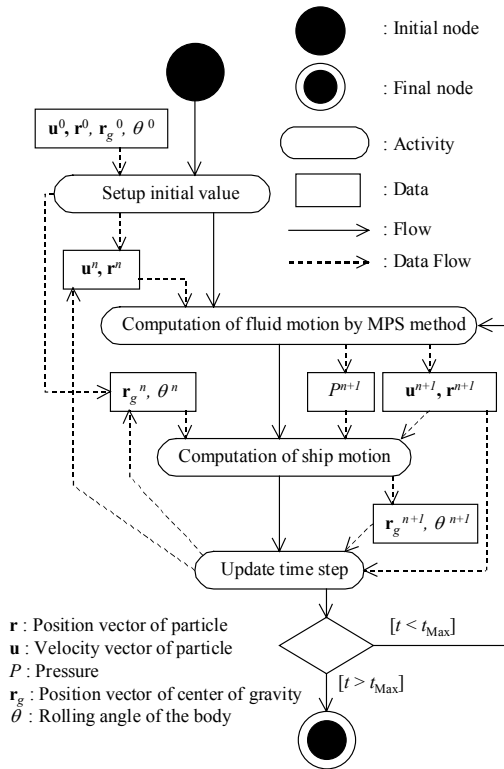 : Initial node
: Final node
u⁰, r⁰, r_g⁰, θ⁰
: Activity
Setup initial value
: Data
: Flow
uⁿ, rⁿ
: Data Flow
Computation of fluid motion by MPS method
r_gⁿ, θⁿ
Pⁿ⁺¹
uⁿ⁺¹, rⁿ⁺¹
Computation of ship motion
r_gⁿ⁺¹, θⁿ⁺¹
Update time step
[t < t_Max]
[t > t_Max]
r : Position vector of particle
u : Velocity vector of particle
P : Pressure
r_g : Position vector of center of gravity
θ : Rolling angle of the body